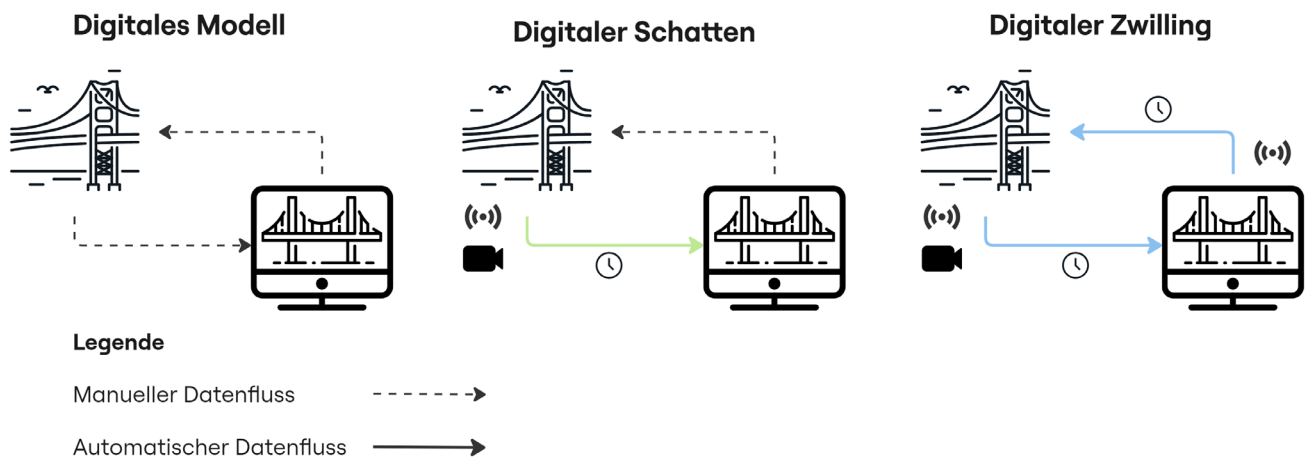 Digitales Modell
Digitaler Schatten
Digitaler Zwilling
Legende
Manueller Datenfluss
Automatischer Datenfluss